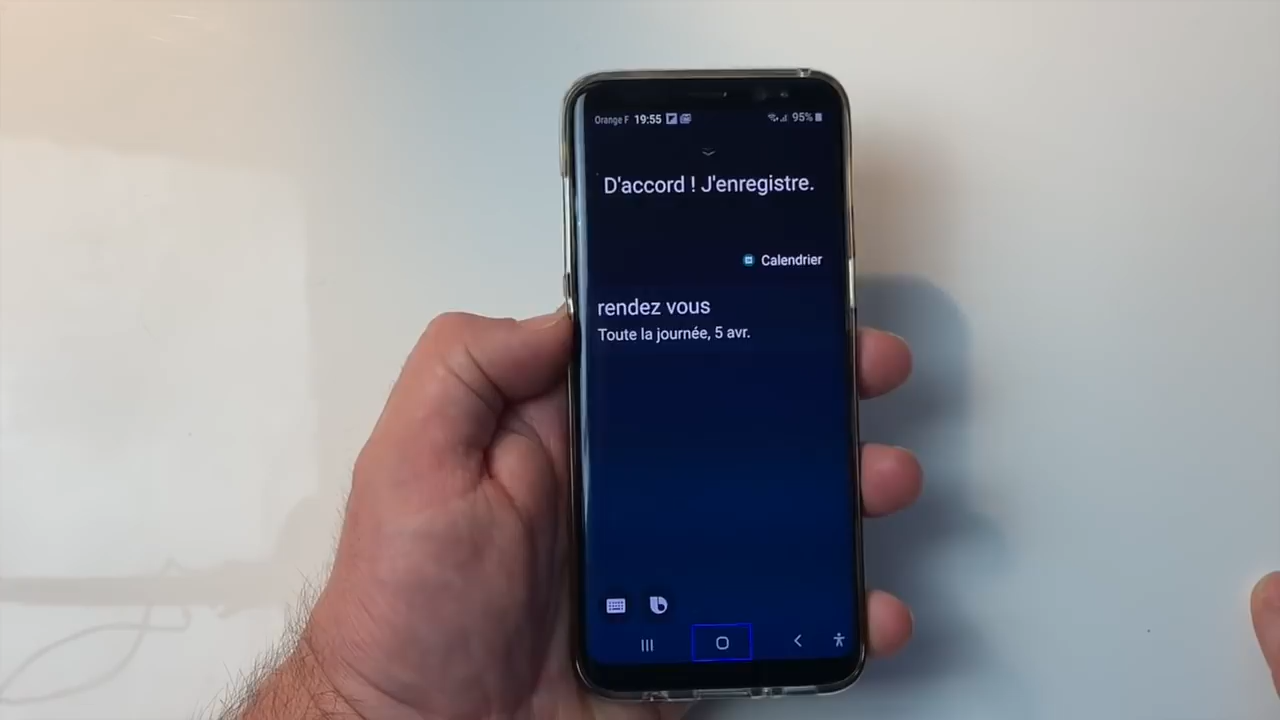 Orange F 19:55 95%
D'accord ! J'enregistre.
Calendrier
rendez vous
Toute la journée, 5 avr.